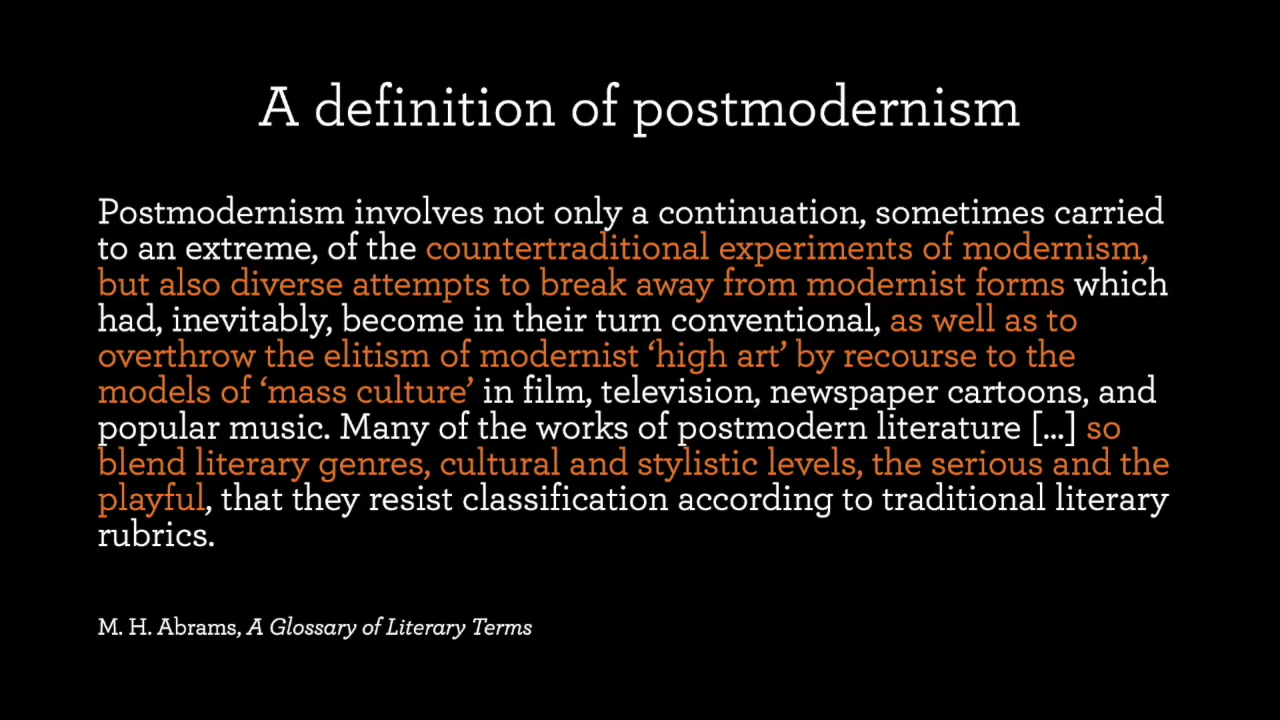 A definition of postmodernism
Postmodernism involves not only a continuation, sometimes carried
to an extreme, of the countertraditional experiments of modernism,
but also diverse attempts to break away from modernist forms which
had, inevitably, become in their turn conventional, as well as to
overthrow the elitism of modernist ‘high art’ by recourse to the
models of ‘mass culture’ in film, television, newspaper cartoons, and
popular music. Many of the works of postmodern literature [...] so
blend literary genres, cultural and stylistic levels, the serious and the
playful, that they resist classification according to traditional literary
rubrics.
M. H. Abrams, A Glossary of Literary Terms